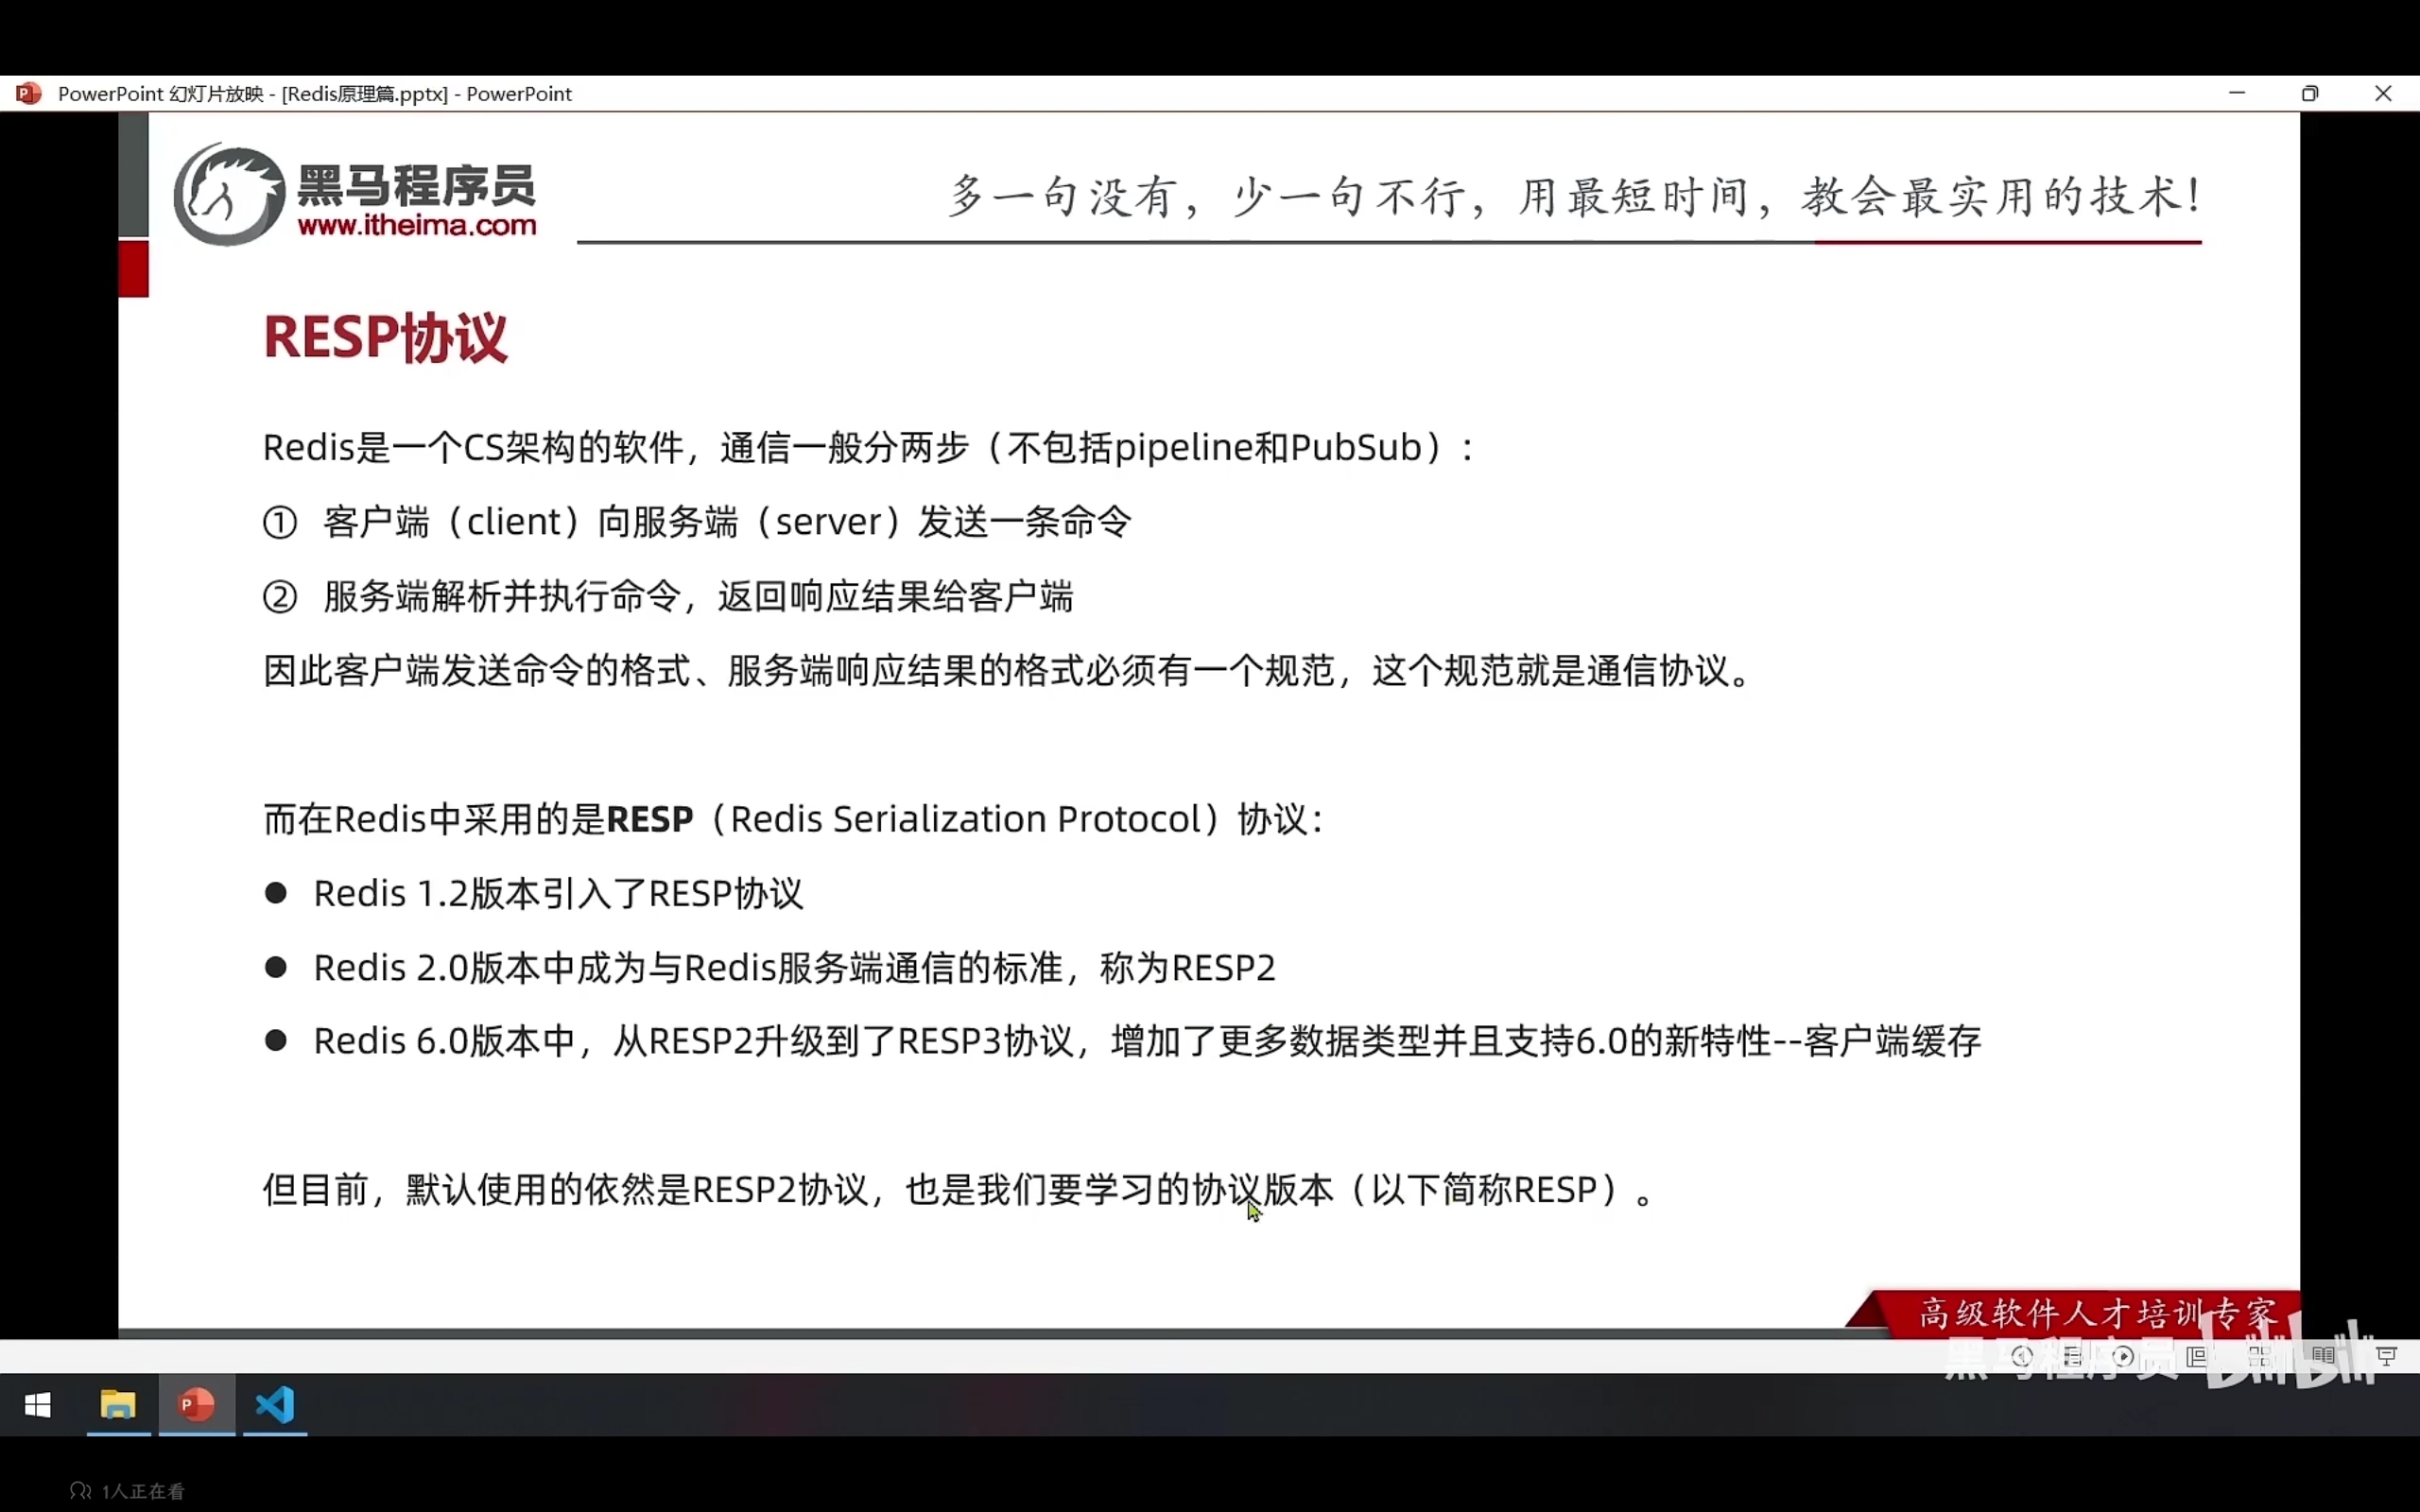 PowerPoint 幻灯片放映 - [Redis原理篇.pptx] - PowerPoint
黑马程序员
www.itheima.com
多一句没有，少一句不行，用最短时间，教会最实用的技术！
RESP协议
Redis是一个CS架构的软件，通信一般分两步（不包括pipeline和PubSub）：
① 客户端（client）向服务端（server）发送一条命令
② 服务端解析并执行命令，返回响应结果给客户端
因此客户端发送命令的格式、服务端响应结果的格式必须有一个规范，这个规范就是通信协议。
而在Redis中采用的是RESP（Redis Serialization Protocol）协议：
● Redis 1.2版本引入了RESP协议
● Redis 2.0版本中成为与Redis服务端通信的标准，称为RESP2
● Redis 6.0版本中，从RESP2升级到了RESP3协议，增加了更多数据类型并且支持6.0的新特性--客户端缓存
但目前，默认使用的依然是RESP2协议，也是我们要学习的协议版本（以下简称RESP）。
高级软件人才培训专家
黑马程序员 bilibili
1人正在看